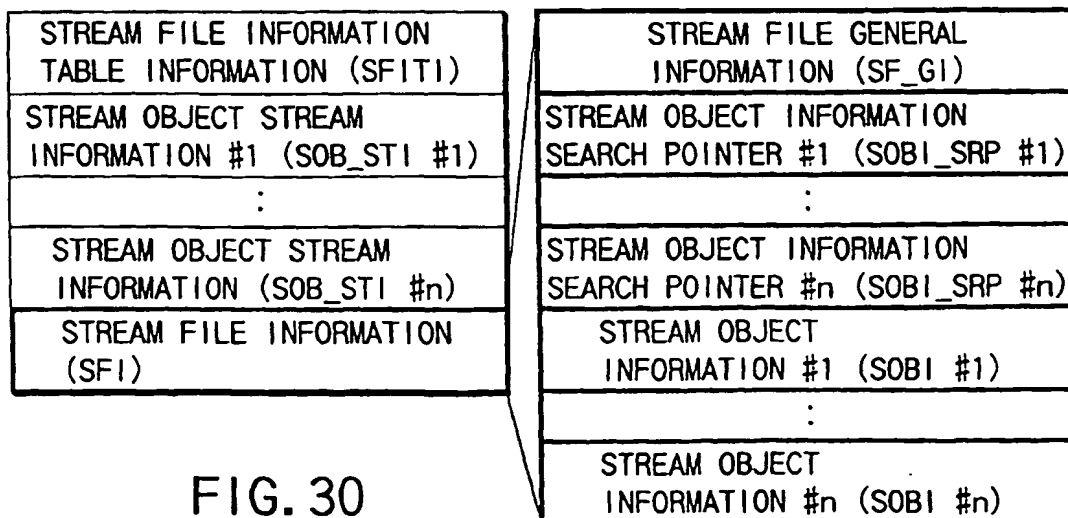 STREAM FILE INFORMATION
TABLE INFORMATION (SFITI)
STREAM OBJECT STREAM
INFORMATION #1 (SOB_STI #1)
:
STREAM OBJECT STREAM
INFORMATION (SOB_STI #n)
STREAM FILE INFORMATION
(SFI)
STREAM FILE GENERAL
INFORMATION (SF_GI)
STREAM OBJECT INFORMATION
SEARCH POINTER #1 (SOBI_SRP #1)
:
STREAM OBJECT INFORMATION
SEARCH POINTER #n (SOBI_SRP #n)
STREAM OBJECT
INFORMATION #1 (SOBI #1)
:
STREAM OBJECT
INFORMATION #n (SOBI #n)
FIG. 30